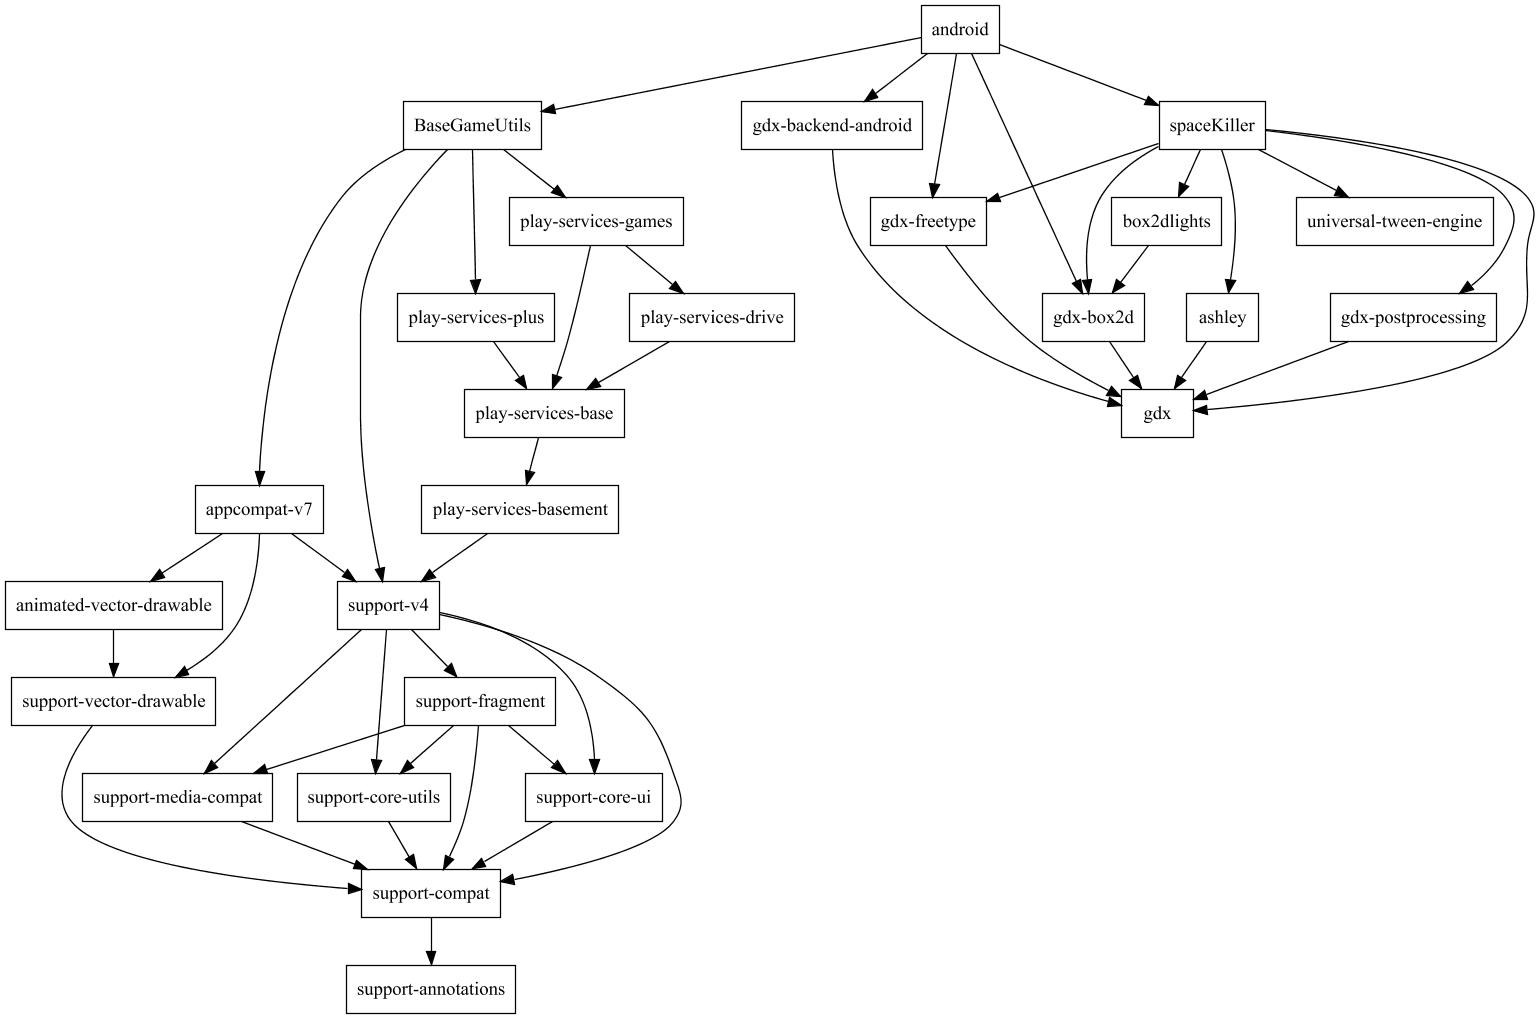 android
BaseGameUtils
gdx-backend-android
spaceKiller
play-services-games
gdx-freetype
box2dlights
universal-tween-engine
play-services-plus
play-services-drive
gdx-box2d
ashley
gdx-postprocessing
play-services-base
gdx
appcompat-v7
play-services-basement
animated-vector-drawable
support-v4
support-vector-drawable
support-fragment
support-media-compat
support-core-utils
support-core-ui
support-compat
support-annotations